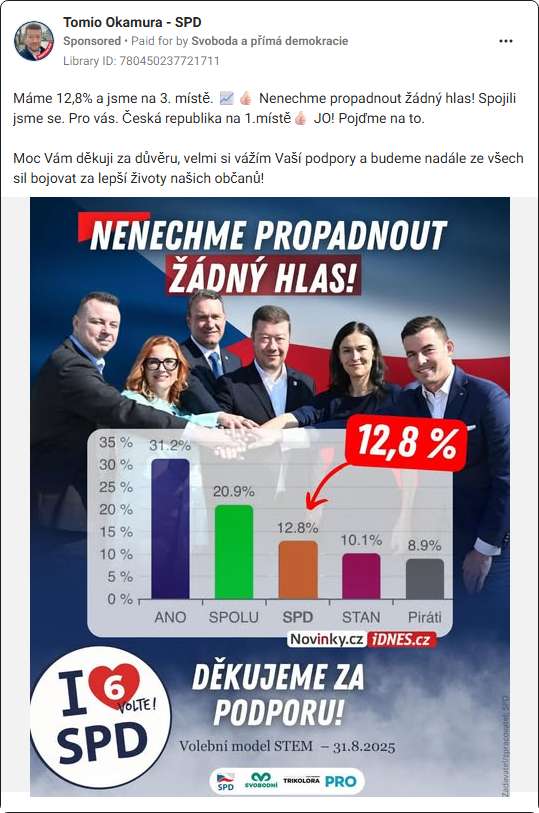 Tomio Okamura - SPD
Sponsored • Paid for by Svoboda a přímá demokracie
Library ID: 780450237721711
Máme 12,8% a jsme na 3. místě. 📈 👍🏻 Nenechme propadnout žádný hlas! Spojili
jsme se. Pro vás. Česká republika na 1.místě👍🏻 JO! Pojďme na to.
Moc Vám děkuji za důvěru, velmi si vážím Vaší podpory a budeme nadále ze všech
sil bojovat za lepší životy našich občanů!
NENECHME PROPADNOUT
ŽÁDNÝ HLAS!
12,8 %
35 %
30 %
25 %
20 %
15 %
10 %
5 %
0 %
31.2%
20.9%
12.8%
10.1%
8.9%
ANO SPOLU SPD STAN Piráti
Novinky.cz iDNES.cz
I 6 VOLTE!
SPD
DĚKUJEME ZA
PODPORU!
Volební model STEM – 31.8.2025
SPD SVOBODNÍ TRIKOLORA PRO
Zadavatel/zpracovatel: SPD